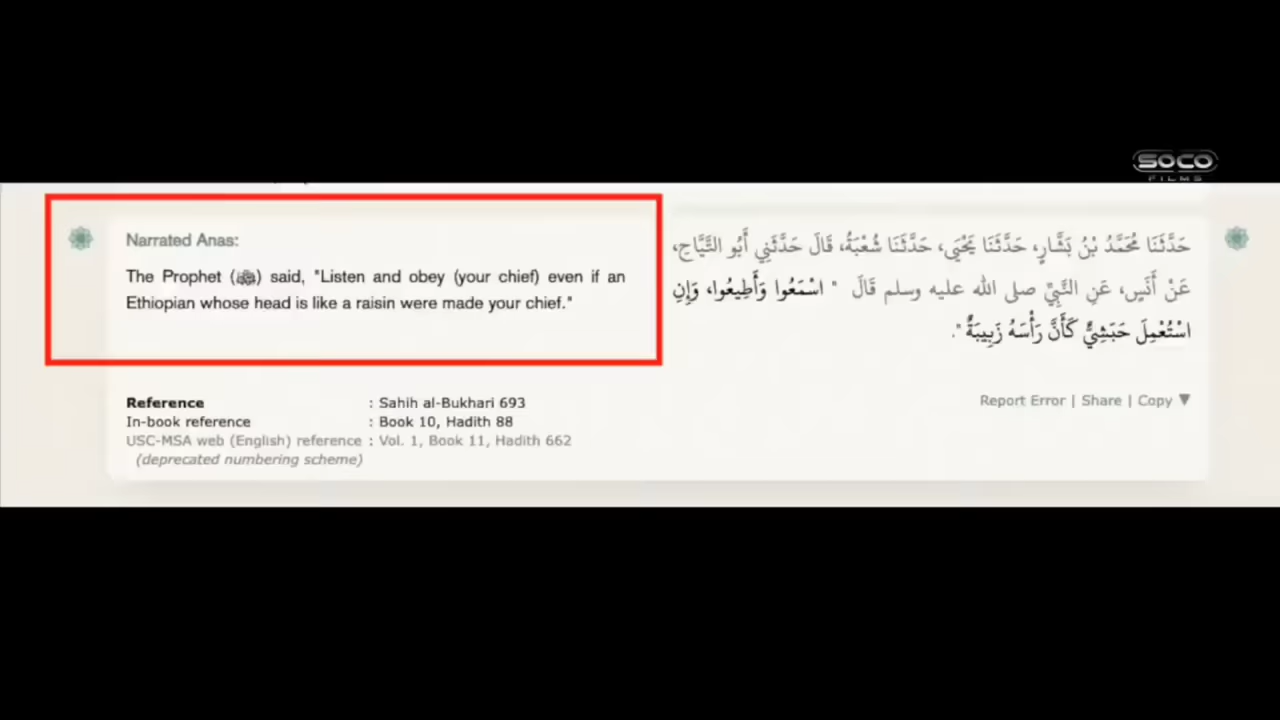 SOCO
FILMS
Narrated Anas:
The Prophet (ﷺ) said, "Listen and obey (your chief) even if an
Ethiopian whose head is like a raisin were made your chief."
حَدَّثَنَا مُحَمَّدُ بْنُ بَشَّارٍ، حَدَّثَنَا يَحْيَى، حَدَّثَنَا شُعْبَةُ، قَالَ حَدَّثَنِي أَبُو التَّيَّاحِ،
عَنْ أَنَسٍ، عَنِ النَّبِيِّ صلى الله عليه وسلم قَالَ " اسْمَعُوا وَأَطِيعُوا، وَإِنِ
اسْتُعْمِلَ حَبَشِيٌّ كَأَنَّ رَأْسَهُ زَبِيبَةٌ ".
Reference : Sahih al-Bukhari 693
In-book reference : Book 10, Hadith 88
USC-MSA web (English) reference : Vol. 1, Book 11, Hadith 662
(deprecated numbering scheme)
Report Error | Share | Copy ▼